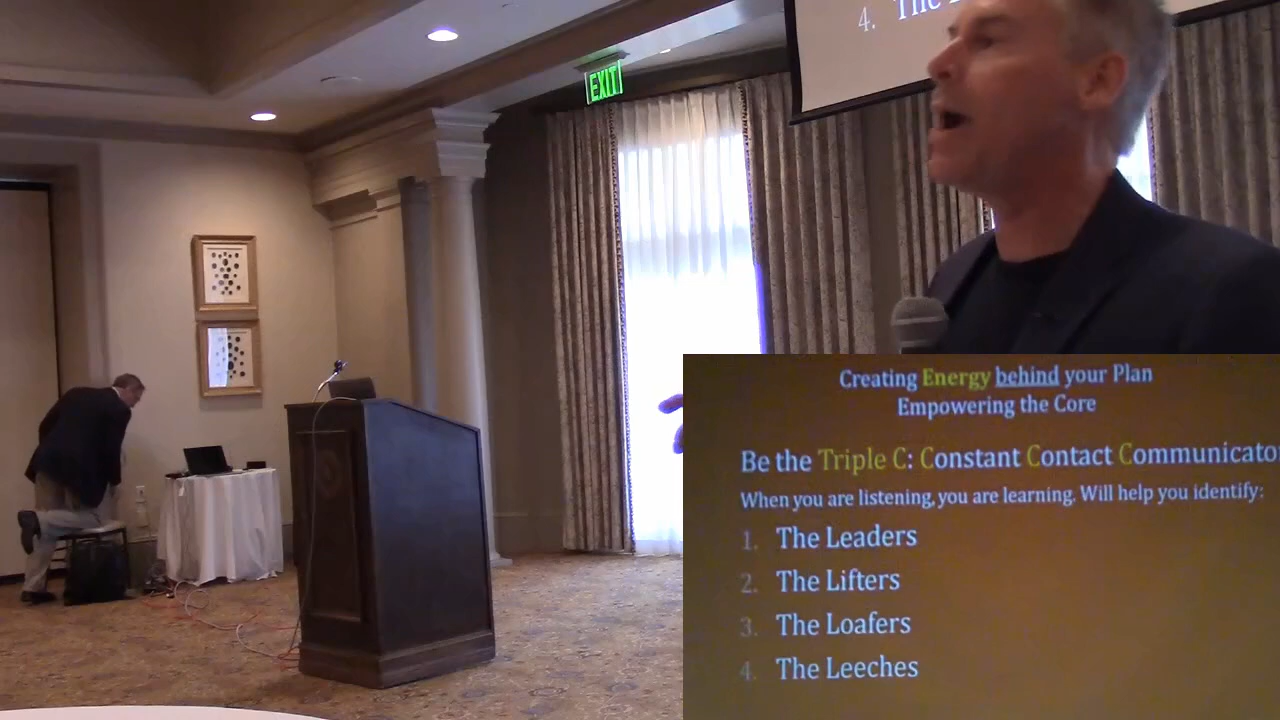 4. The
EXIT
Creating Energy behind your Plan
Empowering the Core
Be the Triple C: Constant Contact Communicato
When you are listening, you are learning. Will help you identify:
1. The Leaders
2. The Lifters
3. The Loafers
4. The Leeches